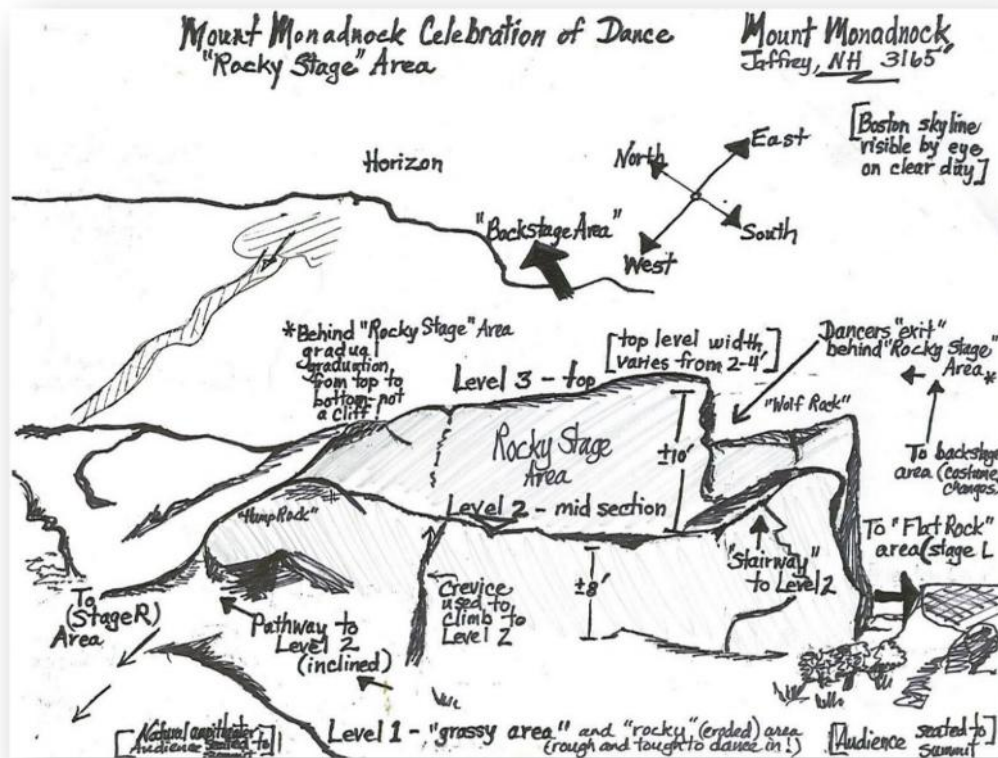 Mount Monadnock Celebration of Dance
"Rocky Stage" Area
Mount Monadnock
Jaffrey, NH 3165'
[Boston skyline
visible by eye
on clear day]
Horizon
North
East
South
West
"Backstage Area"
*Behind "Rocky Stage" Area
gradual
graduation
from top to
bottom-not
a cliff!
[top level width
varies from 2-4']
Dancers "exit"
behind "Rocky Stage"
Area*
Level 3 - top
"Wolf Rock"
Rocky Stage
Area
±10'
To backstage
area (costume
changes)
Level 2 - mid section
"Hump Rock"
To "Flat Rock"
area (stage L
"Stairway"
to Level 2
±8'
Crevice
used to
climb to
Level 2
To
(Stage R)
Area
Pathway to
Level 2
(inclined)
[Natural ampitheater
Audience seated to
Summit]
Level 1 - "grassy area" and "rocky" (eroded) area
(rough and tough to dance in!)
[Audience seated to
summit]